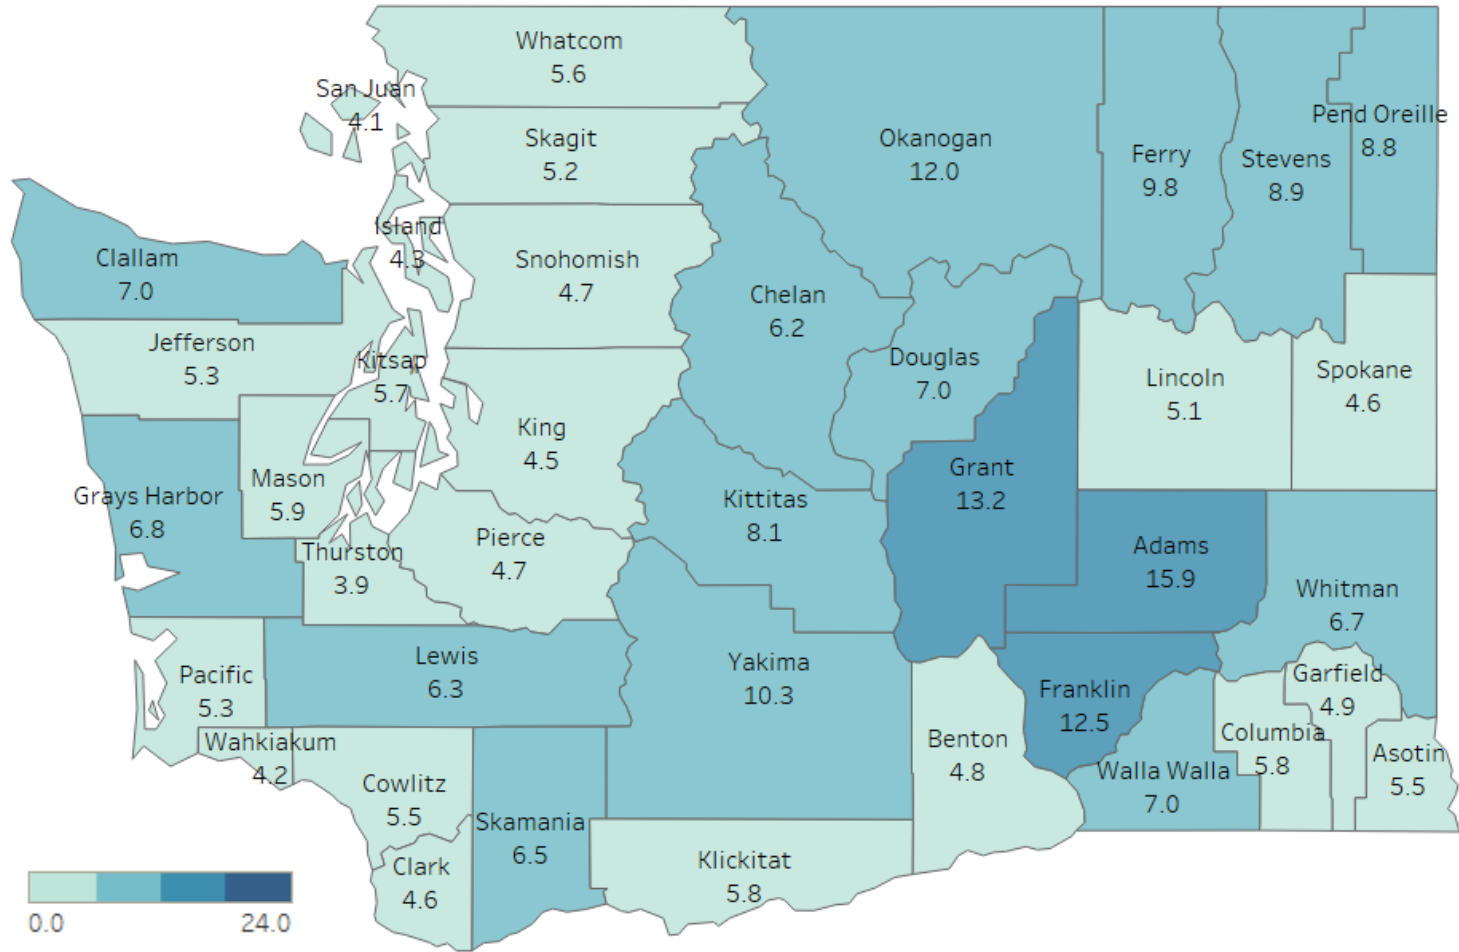 Whatcom
5.6
San Juan
4.1
Skagit
5.2
Okanogan
12.0
Ferry
9.8
Stevens
8.9
Pend Oreille
8.8
Island
4.3
Clallam
7.0
Snohomish
4.7
Chelan
6.2
Jefferson
5.3
Kitsap
5.7
Douglas
7.0
Lincoln
5.1
Spokane
4.6
King
4.5
Grant
13.2
Mason
5.9
Grays Harbor
6.8
Kittitas
8.1
Pierce
4.7
Thurston
3.9
Adams
15.9
Whitman
6.7
Lewis
6.3
Yakima
10.3
Pacific
5.3
Franklin
12.5
Garfield
4.9
Wahkiakum
4.2
Columbia
5.8
Benton
4.8
Asotin
5.5
Walla Walla
7.0
Cowlitz
5.5
Skamania
6.5
Clark
4.6
Klickitat
5.8
0.0
24.0